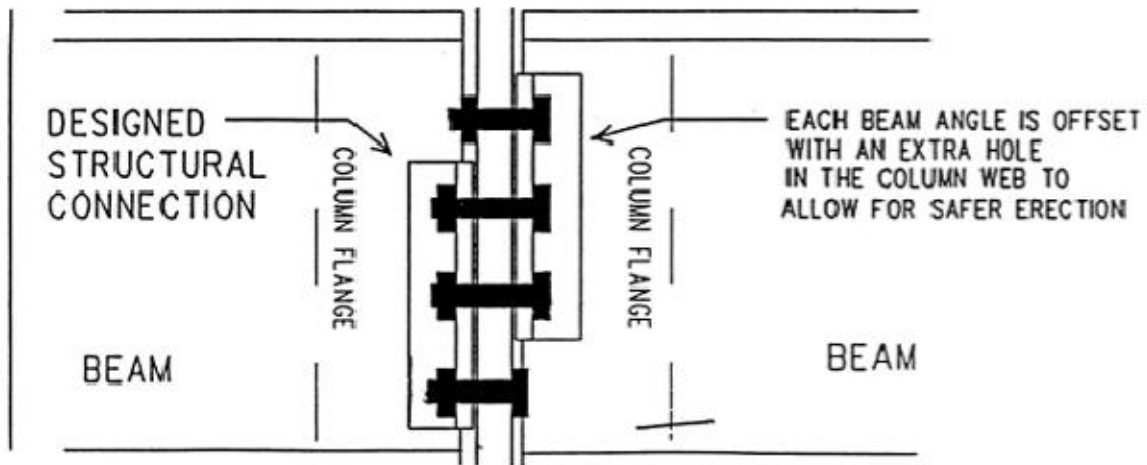 DESIGNED
STRUCTURAL
CONNECTION
COLUMN FLANGE
COLUMN FLANGE
EACH BEAM ANGLE IS OFFSET
WITH AN EXTRA HOLE
IN THE COLUMN WEB TO
ALLOW FOR SAFER ERECTION
BEAM
BEAM